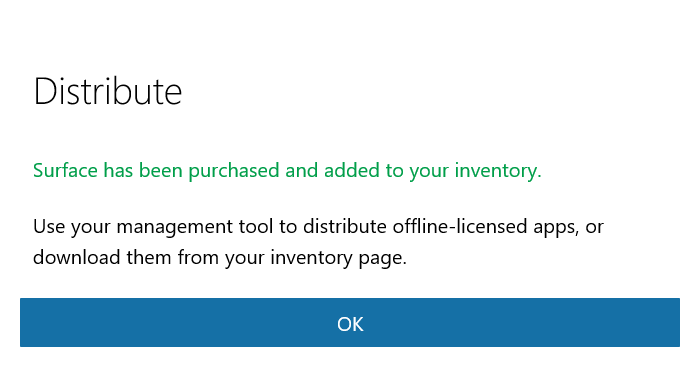 Distribute
Surface has been purchased and added to your inventory.
Use your management tool to distribute offline-licensed apps, or
download them from your inventory page.
OK